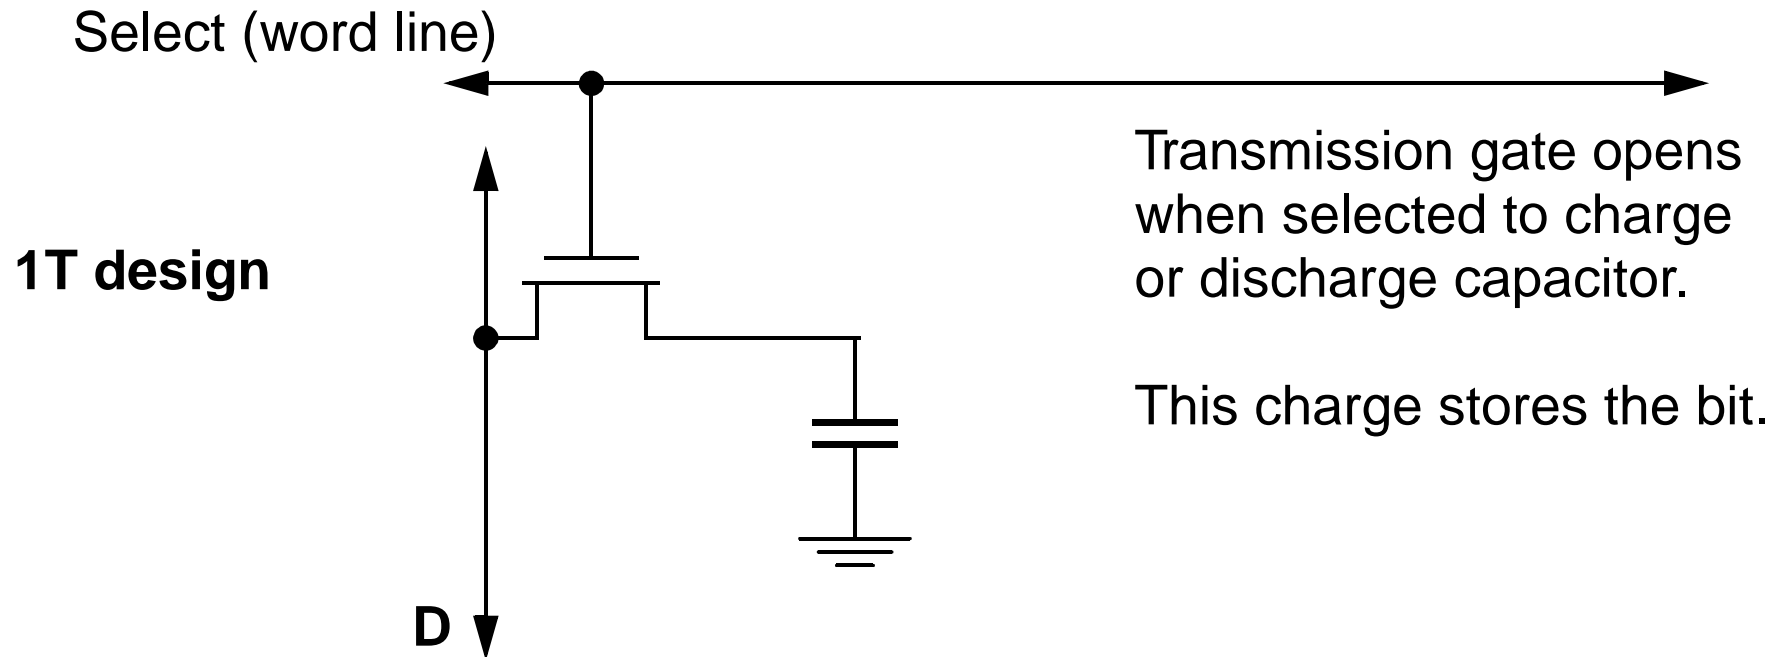 Select (word line)
Transmission gate opens
when selected to charge
or discharge capacitor.
1T design
This charge stores the bit.
D